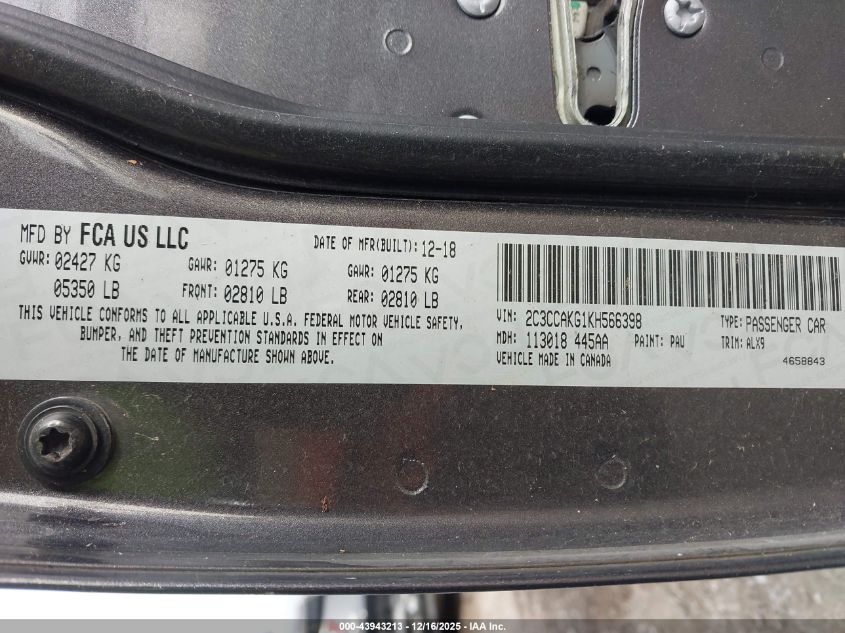 MFD BY FCA US LLC
DATE OF MFR(BUILT): 12-18
GVWR: 02427 KG GAWR: 01275 KG GAWR: 01275 KG
05350 LB FRONT: 02810 LB REAR: 02810 LB
THIS VEHICLE CONFORMS TO ALL APPLICABLE U.S.A. FEDERAL MOTOR VEHICLE SAFETY,
BUMPER, AND THEFT PREVENTION STANDARDS IN EFFECT ON
THE DATE OF MANUFACTURE SHOWN ABOVE.
VIN: 2C3CCAKG1KH566398 TYPE: PASSENGER CAR
MDH: 113018 445AA PAINT: PAU TRIM: ALX9
VEHICLE MADE IN CANADA 4658843
000-43943213 - 12/16/2025 - IAA Inc.